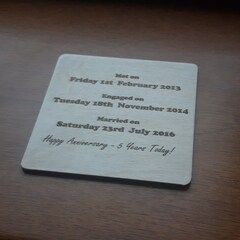 Met on
Friday 1st February 2013
Engaged on
Tuesday 18th November 2014
Married on
Saturday 23rd July 2016
Happy Anniversary - 5 Years Today!